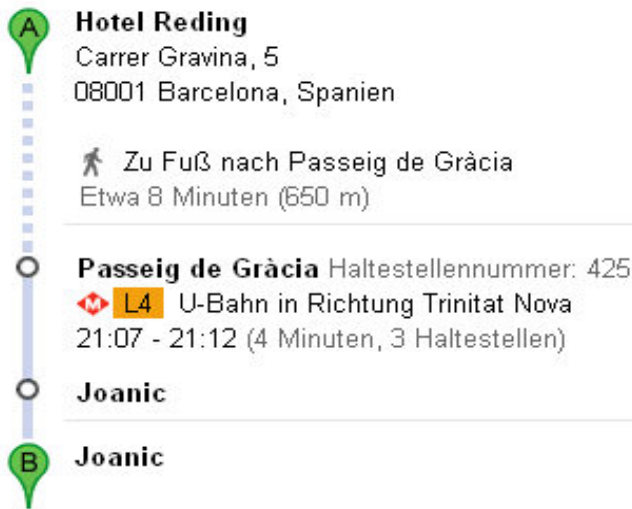 A
Hotel Reding
Carrer Gravina, 5
08001 Barcelona, Spanien
Zu Fuß nach Passeig de Gràcia
Etwa 8 Minuten (650 m)
Passeig de Gràcia Haltestellennummer: 425
M L4 U-Bahn in Richtung Trinitat Nova
21:07 - 21:12 (4 Minuten, 3 Haltestellen)
Joanic
B Joanic